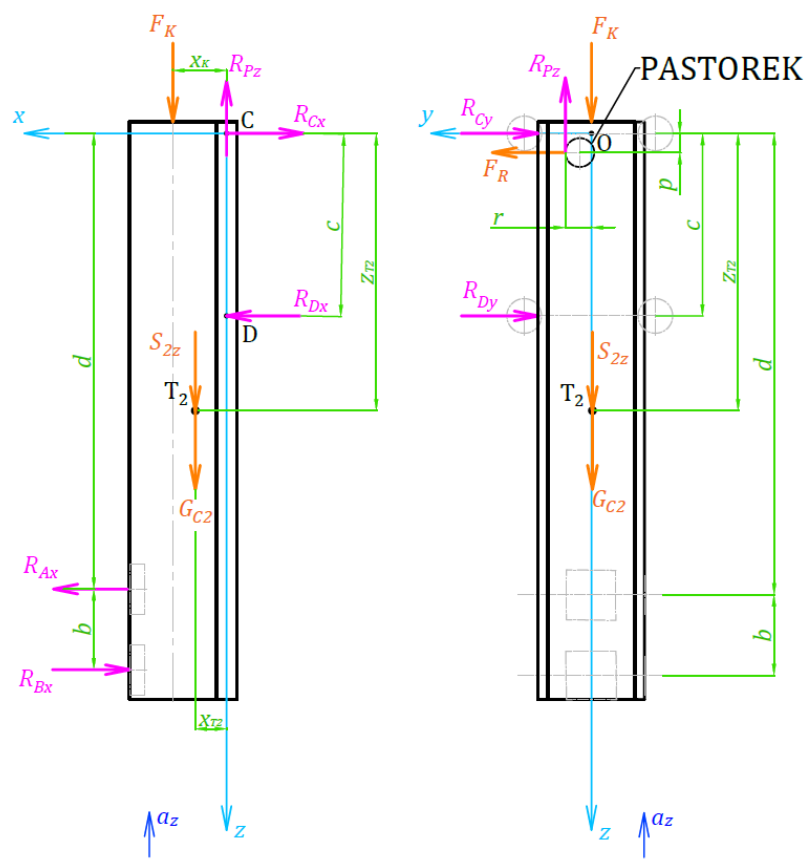 F_K
x_K
R_Pz
x
C
R_Cx
c
z_T2
R_Dx
D
d
S_2z
T_2
G_C2
R_Ax
b
R_Bx
x_T2
a_z
z
F_K
R_Pz
PASTOREK
R_Cy
y
O
F_R
p
r
c
z_T2
R_Dy
d
S_2z
T_2
G_C2
b
z
a_z